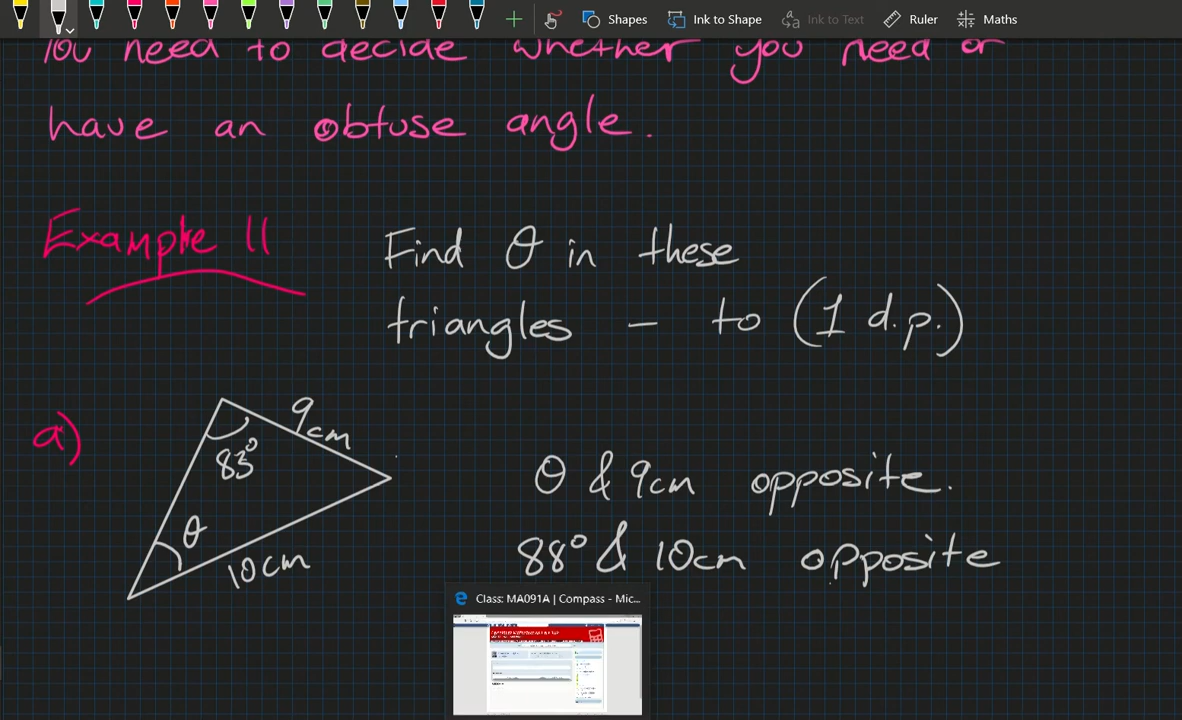 Shapes Ink to Shape Ink to Text Ruler Maths
You need to decide whether you need or
have an obtuse angle.
Example 11
Find θ in these
triangles – to (1 d.p.)
a)
9cm
83°
θ
10cm
θ & 9cm opposite.
88° & 10cm opposite
Class: MA091A | Compass - Mic...